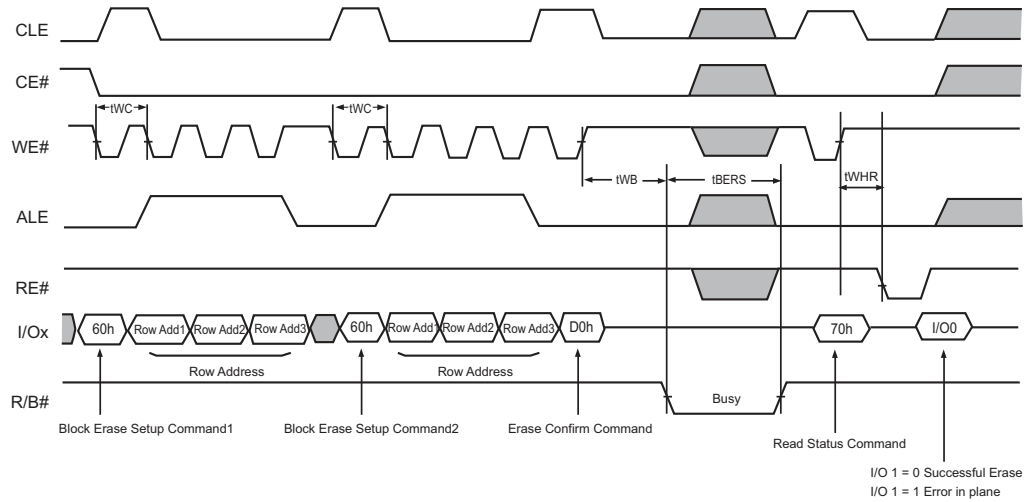 CLE
CE#
tWC
tWC
WE#
tWB
tBERS
tWHR
ALE
RE#
I/Ox
60h
Row Add1
Row Add2
Row Add3
60h
Row Add1
Row Add2
Row Add3
D0h
70h
I/O0
Row Address
Row Address
R/B#
Busy
Block Erase Setup Command1
Block Erase Setup Command2
Erase Confirm Command
Read Status Command
I/O 1 = 0 Successful Erase
I/O 1 = 1 Error in plane